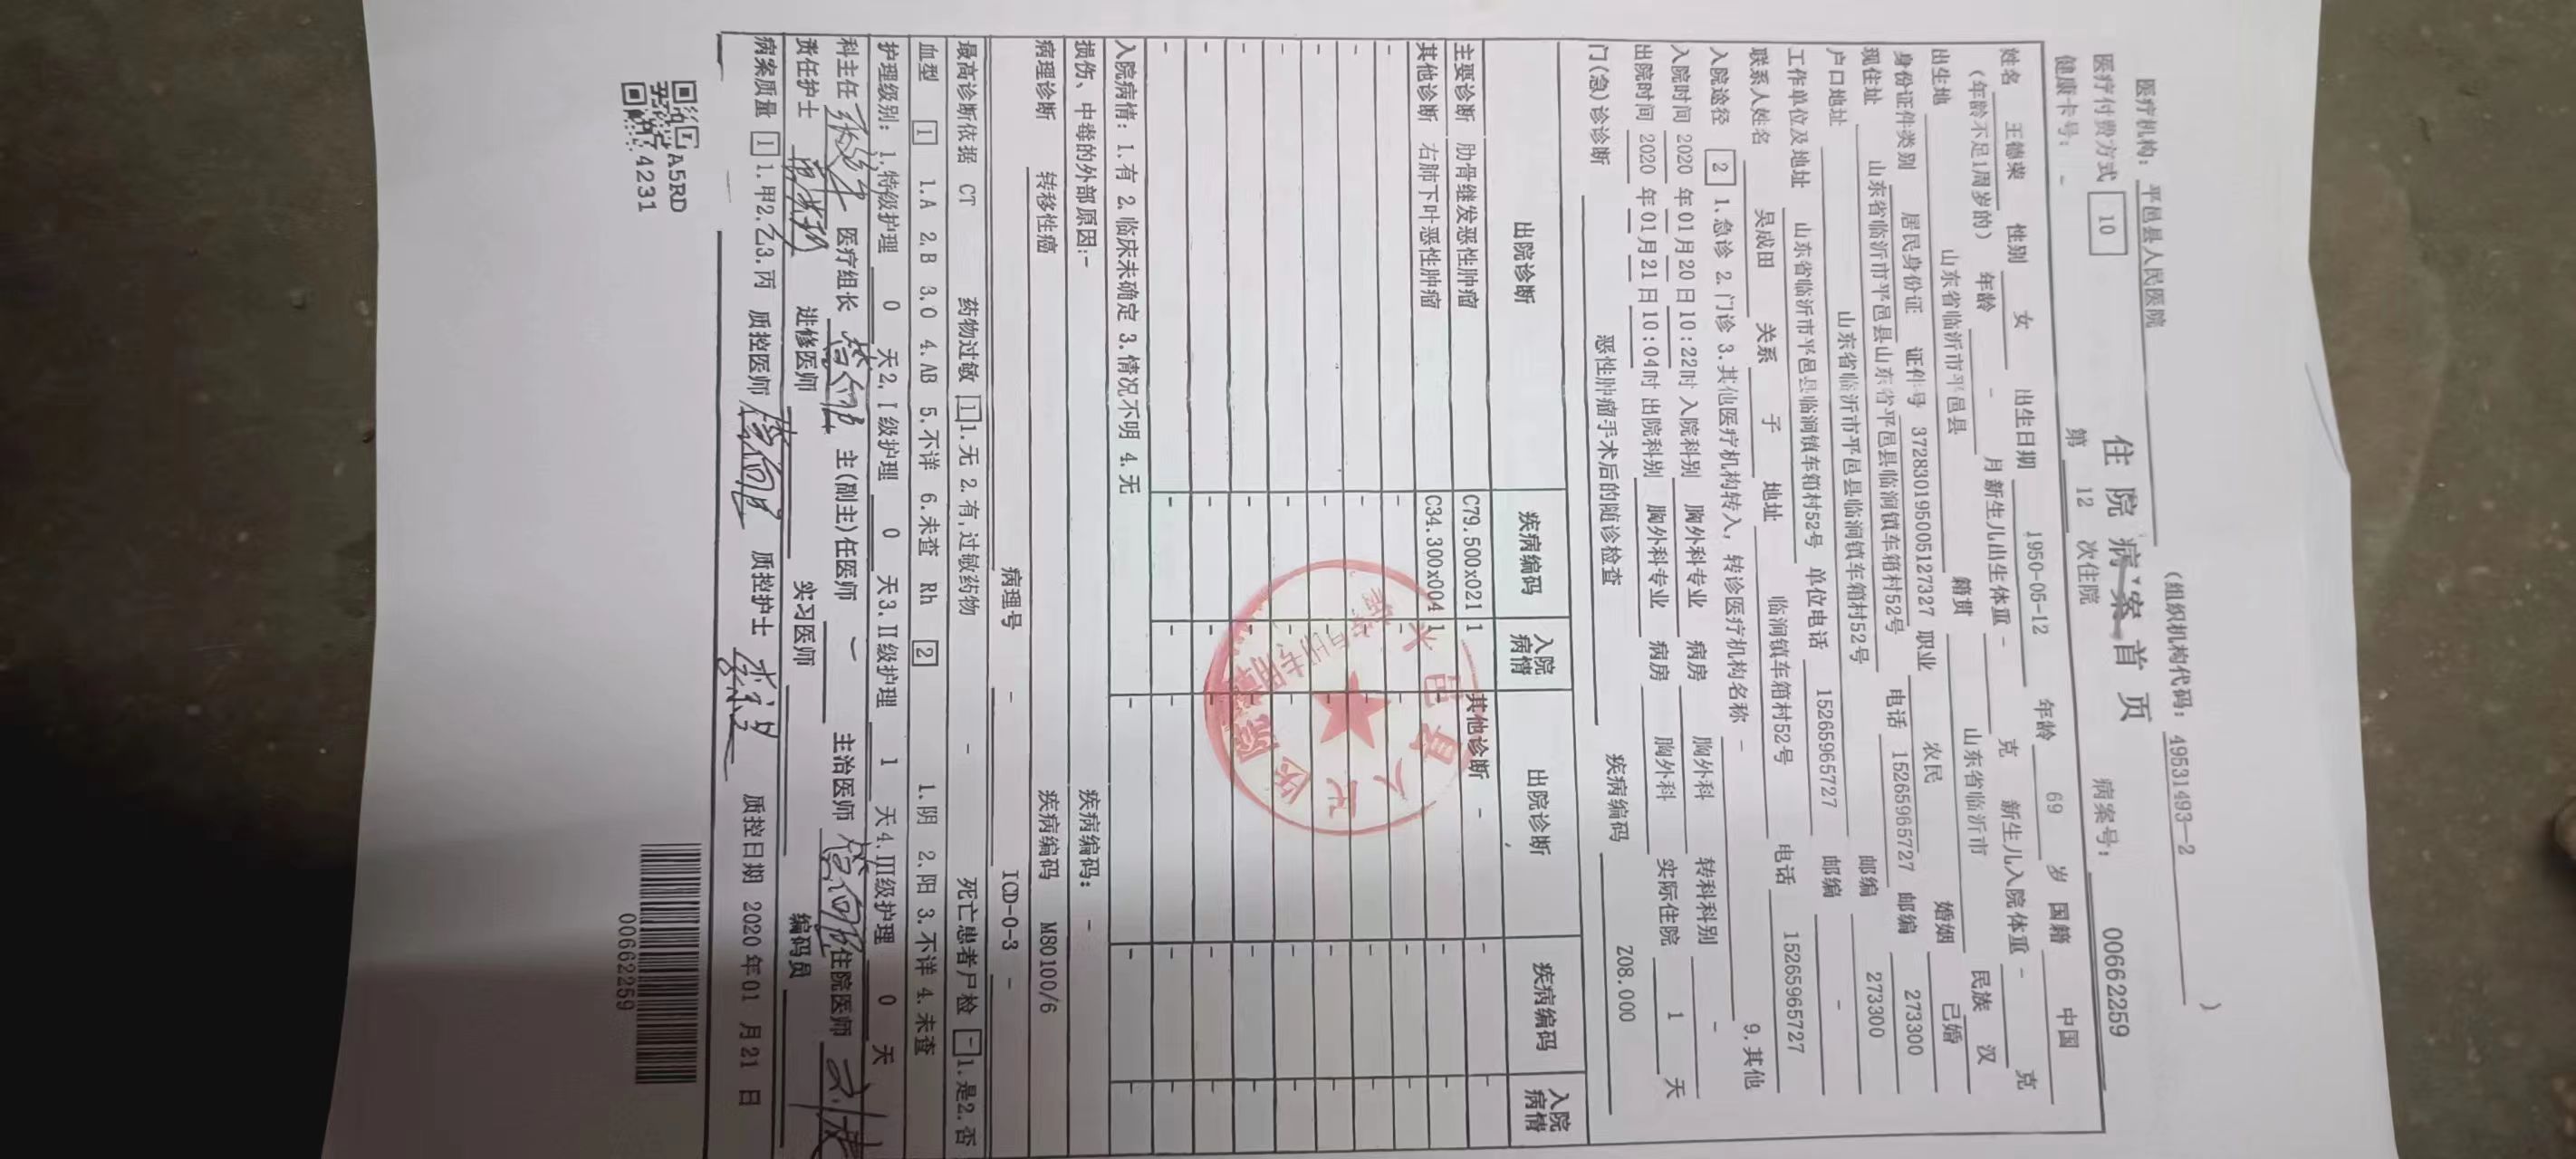 医疗机构：平邑县人民医院 （组织机构代码：49531493—2 ）
医疗付费方式 10 住院病案首页
健康卡号：- 第 12 次住院 病案号：00662259
姓名 王德荣 性别 女 出生日期 1950-05-12 年龄 69 岁 国籍 中国
（年龄不足1周岁的） 年龄 - 月 新生儿出生体重 - 克 新生儿入院体重 - 克
出生地 山东省临沂市平邑县 籍贯 山东省临沂市 民族 汉
身份证件类别 居民身份证 证件号 372830195005127327 职业 农民 婚姻 已婚
现住址 山东省临沂市平邑县山东省平邑县临涧镇车箱村52号 电话 15265965727 邮编 273300
户口地址 山东省临沂市平邑县临涧镇车箱村52号 邮编 273300
工作单位及地址 山东省临沂市平邑县临涧镇车箱村52号 单位电话 15265965727 邮编 -
联系人姓名 吴成田 关系 子 地址 临涧镇车箱村52号 电话 15265965727
入院途径 2 1.急诊 2.门诊 3.其他医疗机构转入，转诊医疗机构名称 - 9.其他
入院时间 2020 年01月20日10:22时 入院科别 胸外科专业 病房 胸外科 转科科别 -
出院时间 2020 年01月21日10:04时 出院科别 胸外科专业 病房 胸外科 实际住院 1 天
门(急)诊诊断 恶性肿瘤手术后的随诊检查 疾病编码 Z08.000
出院诊断 疾病编码 入院病情 出院诊断 疾病编码 入院病情
主要诊断 肋骨继发恶性肿瘤 C79.500x021 1 其他诊断 - - -
其他诊断 右肺下叶恶性肿瘤 C34.300x004 1 - - -
- - - - - -
- - - - - -
- - - - - -
- - - - - -
- - - - - -
- - - - - -
- - - - - -
平邑县人民医院
入院病情：1.有 2.临床未确定 3.情况不明 4.无
损伤、中毒的外部原因:- 疾病编码：-
病理诊断 转移性癌 疾病编码 M80100/6
病理号 - ICD-O-3 -
最高诊断依据 CT 药物过敏 1 1.无 2.有,过敏药物 - 死亡患者尸检 - 1.是2.否
血型 1 1.A 2.B 3.O 4.AB 5.不详 6.未查 Rh 2 1.阴 2.阳 3.不详 4.未查
护理级别：1.特级护理 0 天2.Ⅰ级护理 0 天3.Ⅱ级护理 1 天4.Ⅲ级护理 0 天
科主任 医疗组长 主(副主)任医师 主治医师 住院医师
责任护士 进修医师 实习医师 编码员
病案质量 1 1.甲2.乙3.丙 质控医师 质控护士 质控日期 2020 年01 月21 日
A5RD
4231
00662259